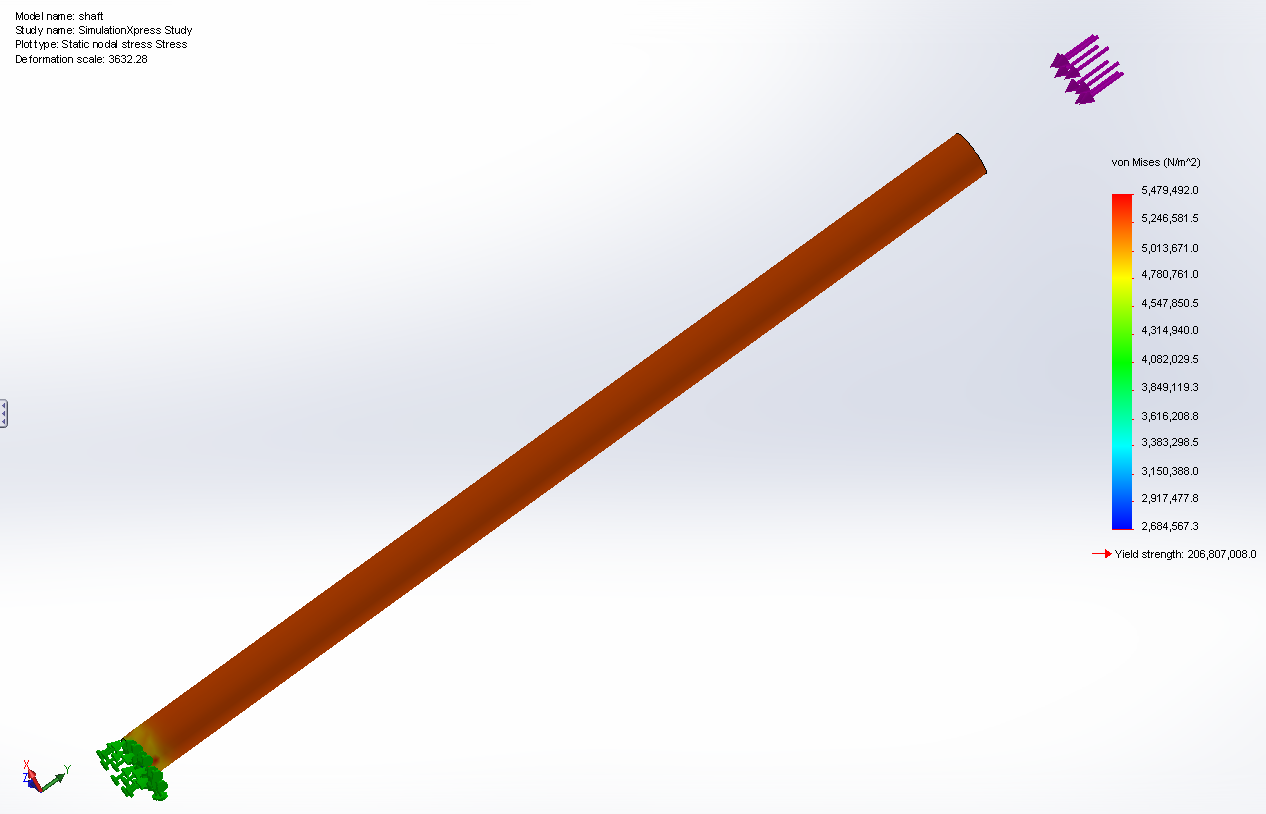 Model name: shaft
Study name: SimulationXpress Study
Plot type: Static nodal stress Stress
Deformation scale: 3632.28
von Mises (N/m^2)
5,479,492.0
5,246,581.5
5,013,671.0
4,780,761.0
4,547,850.5
4,314,940.0
4,082,029.5
3,849,119.3
3,616,208.8
3,383,298.5
3,150,388.0
2,917,477.8
2,684,567.3
Yield strength: 206,807,008.0
X
Y
Z